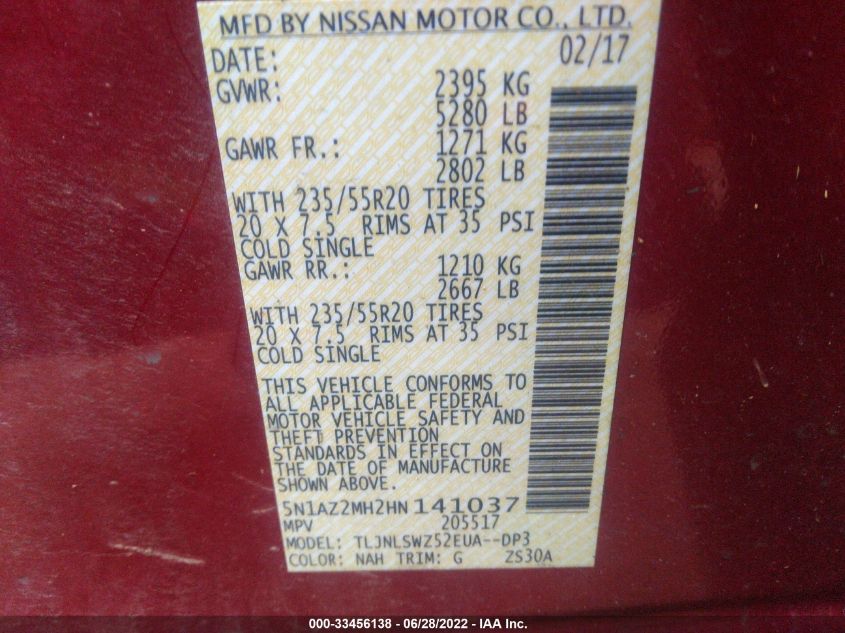 MFD BY NISSAN MOTOR CO., LTD.
DATE: 02/17
GVWR: 2395 KG
5280 LB
GAWR FR.: 1271 KG
2802 LB
WITH 235/55R20 TIRES
20 X 7.5 RIMS AT 35 PSI
COLD SINGLE
GAWR RR.: 1210 KG
2667 LB
WITH 235/55R20 TIRES
20 X 7.5 RIMS AT 35 PSI
COLD SINGLE
THIS VEHICLE CONFORMS TO
ALL APPLICABLE FEDERAL
MOTOR VEHICLE SAFETY AND
THEFT PREVENTION
STANDARDS IN EFFECT ON
THE DATE OF MANUFACTURE
SHOWN ABOVE.
5N1AZ2MH2HN141037
MPV 205517
MODEL: TLJNLSWZ52EUA--DP3
COLOR: NAH TRIM: G ZS30A
000-33456138 - 06/28/2022 - IAA Inc.